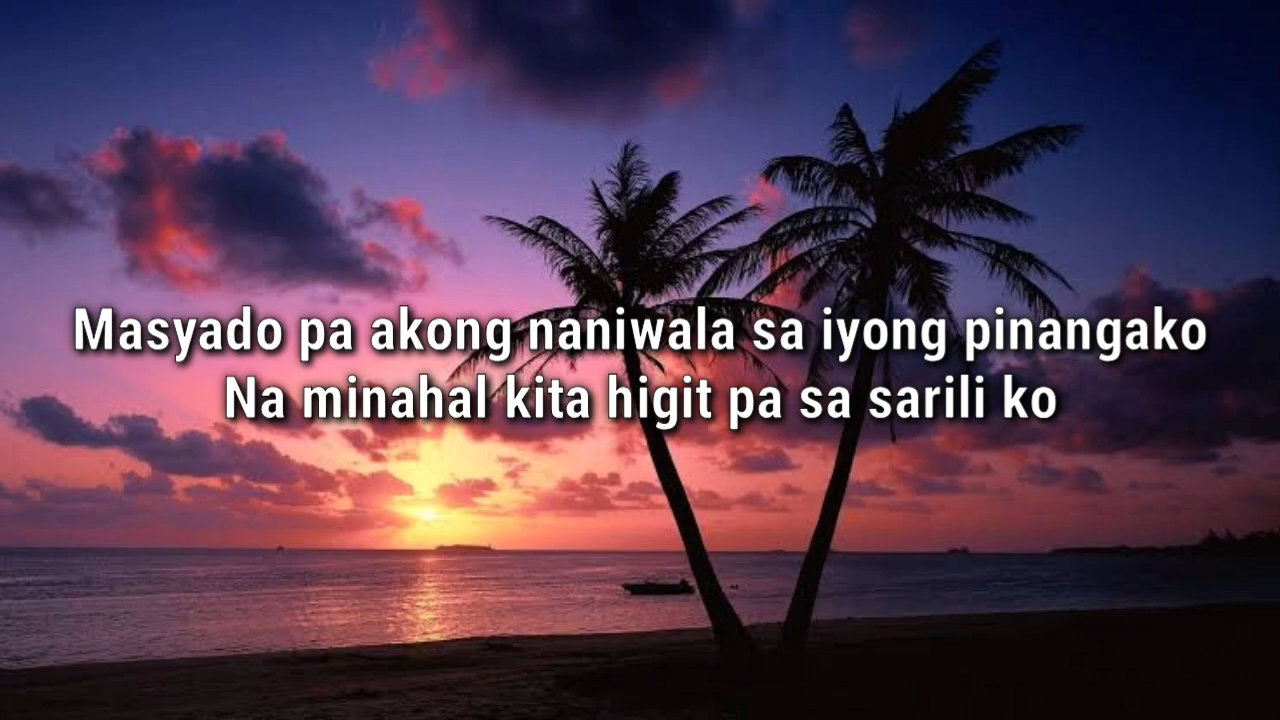 Masyado pa akong naniwala sa iyong pinangako
Na minahal kita higit pa sa sarili ko